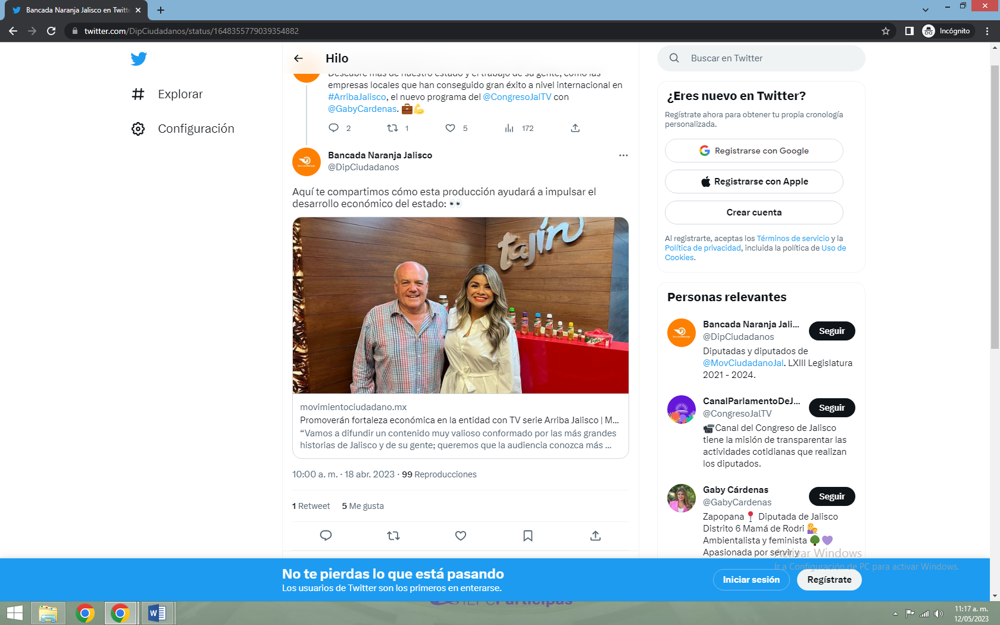 Bancada Naranja Jalisco en Twitte
twitter.com/DipCiudadanos/status/1648355779039354882
Incógnito
Explorar
Configuración
Hilo
Descubre más de nuestro estado y el trabajo de su gente, como las
empresas locales que han conseguido gran éxito a nivel internacional en
#ArribaJalisco, el nuevo programa del @CongresoJalTV con
@GabyCardenas. 💼💪
2 1 5 172
Bancada Naranja Jalisco
@DipCiudadanos
Aquí te compartimos cómo esta producción ayudará a impulsar el
desarrollo económico del estado: 👀
tajín
Tajín
movimientociudadano.mx
Promoverán fortaleza económica en la entidad con TV serie Arriba Jalisco | M...
“Vamos a difundir un contenido muy valioso conformado por las más grandes
historias de Jalisco y de su gente; queremos que la audiencia conozca más ...
10:00 a. m. · 18 abr. 2023 · 99 Reproducciones
1 Retweet 5 Me gusta
Buscar en Twitter
¿Eres nuevo en Twitter?
Regístrate ahora para obtener tu propia cronología
personalizada.
Registrarse con Google
Registrarse con Apple
Crear cuenta
Al registrarte, aceptas los Términos de servicio y la
Política de privacidad, incluida la política de Uso de
Cookies.
Personas relevantes
Bancada Naranja Jali...
@DipCiudadanos
Seguir
Diputadas y diputados de
@MovCiudadanoJal. LXIII Legislatura
2021 - 2024.
CanalParlamentoDeJ...
@CongresoJalTV
Seguir
📹Canal del Congreso de Jalisco
tiene la misión de transparentar las
actividades cotidianas que realizan
los diputados.
Gaby Cárdenas
@GabyCardenas
Seguir
Zapopana📍 Diputada de Jalisco
Distrito 6 Mamá de Rodri 👩‍👦
Ambientalista y feminista 🌳💜
Apasionada por servir y
Activar Windows
Ir a Configuración de PC para activar Windows.
No te pierdas lo que está pasando
Los usuarios de Twitter son los primeros en enterarse.
Iniciar sesión
Regístrate
Participas
11:17 a. m.
12/05/2023